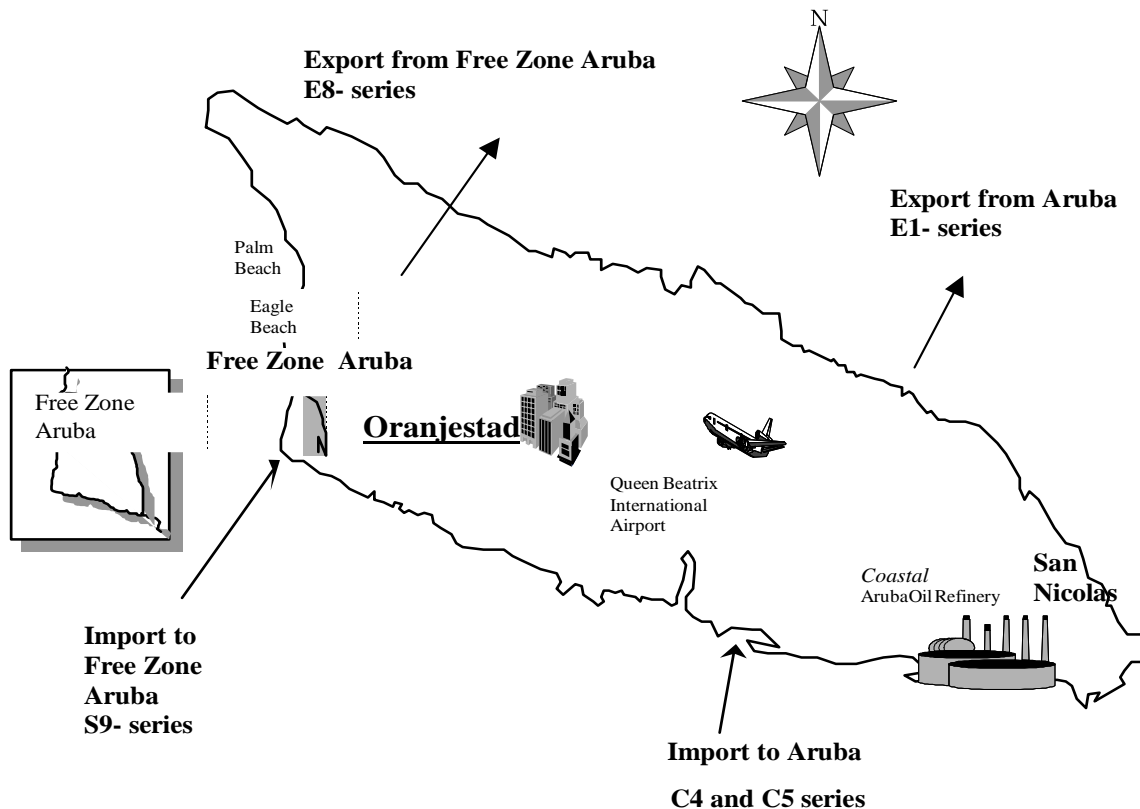 N
Export from Free Zone Aruba
E8- series
Export from Aruba
E1- series
Palm
Beach
Eagle
Beach
Free Zone Aruba
Free Zone
Aruba
Oranjestad
N
Queen Beatrix
International
Airport
Coastal
Aruba Oil Refinery
San
Nicolas
Import to
Free Zone
Aruba
S9- series
Import to Aruba
C4 and C5 series